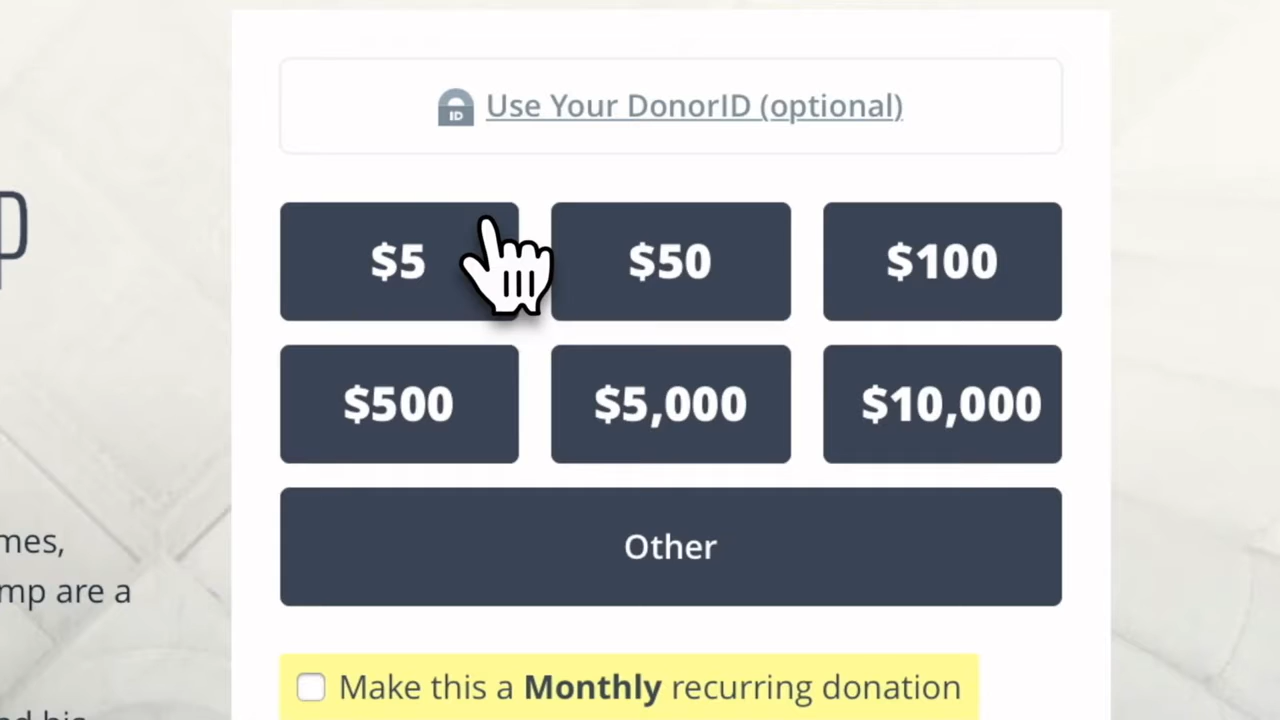 ID Use Your DonorID (optional)
$5 $50 $100
$500 $5,000 $10,000
Other
mes,
mp are a
Make this a Monthly recurring donation